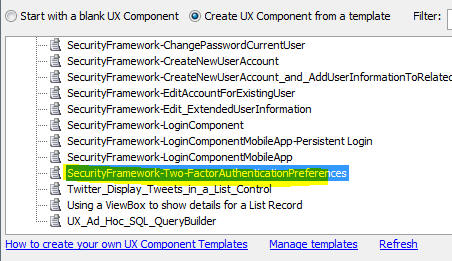 Start with a blank UX Component Create UX Component from a template Filter:
SecurityFramework-ChangePasswordCurrentUser
SecurityFramework-CreateNewUserAccount
SecurityFramework-CreateNewUserAccount_and_AddUserInformationToRelated
SecurityFramework-EditAccountForExistingUser
SecurityFramework-Edit_ExtendedUserInformation
SecurityFramework-LoginComponent
SecurityFramework-LoginComponentMobileApp-Persistent Login
SecurityFramework-LoginComponentMobileApp
SecurityFramework-Two-FactorAuthenticationPreferences
Twitter_Display_Tweets_in_a_List_Control
Using a ViewBox to show details for a List Record
UX_Ad_Hoc_SQL_QueryBuilder
How to create your own UX Component Templates Manage templates Refresh